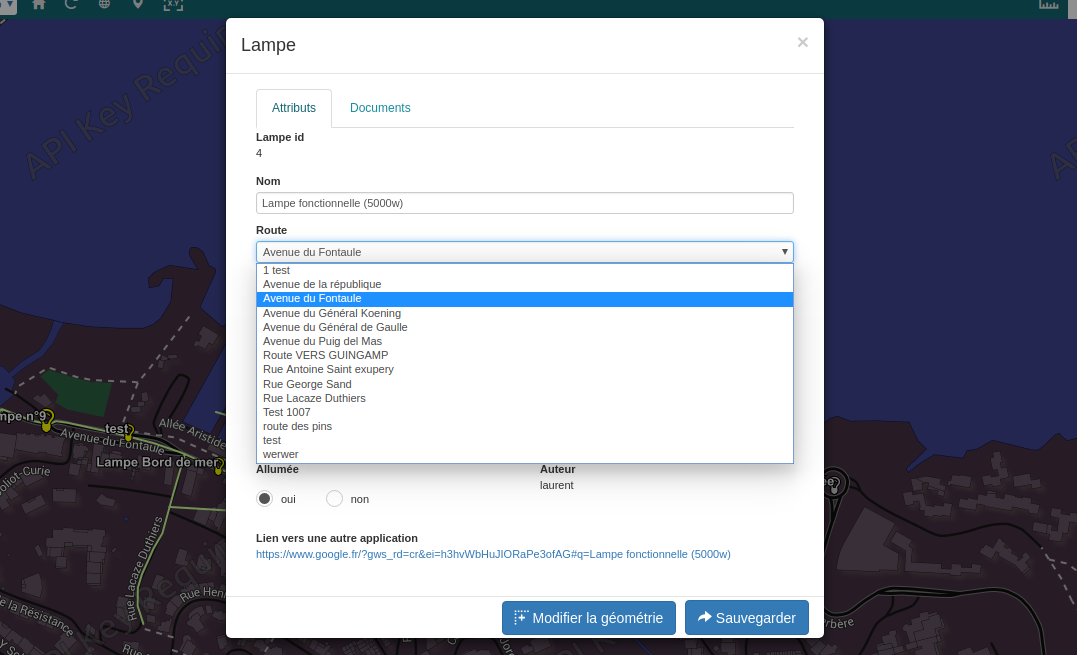 X,Y
Lampe
×
Attributs
Documents
Lampe id
4
Nom
Lampe fonctionnelle (5000w)
Route
Avenue du Fontaule
1 test
Avenue de la république
Avenue du Fontaule
Avenue du Général Koening
Avenue du Général de Gaulle
Avenue du Puig del Mas
Route VERS GUINGAMP
Rue Antoine Saint exupery
Rue George Sand
Rue Lacaze Duthiers
Test 1007
route des pins
test
werwer
Allumée
Auteur
laurent
oui
non
Lien vers une autre application
https://www.google.fr/?gws_rd=cr&ei=h3hvWbHuJIORaPe3ofAG#q=Lampe fonctionnelle (5000w)
Modifier la géométrie
Sauvegarder
API Key Requir
AP
mpe n°9
test
Avenue du Fontaule
Allée Aristide
Lampe Bord de mer
oliot-Curie
Rue Lacaze Duthiers
Rue Henr
e la Résistance
Rue
rbère